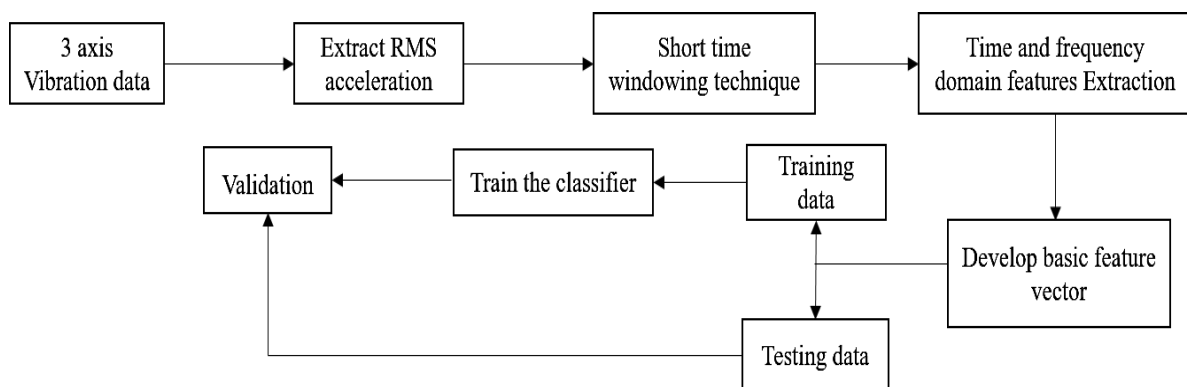 3 axis
Vibration data
Extract RMS
acceleration
Short time
windowing technique
Time and frequency
domain features Extraction
Validation
Train the classifier
Training
data
Develop basic feature
vector
Testing data